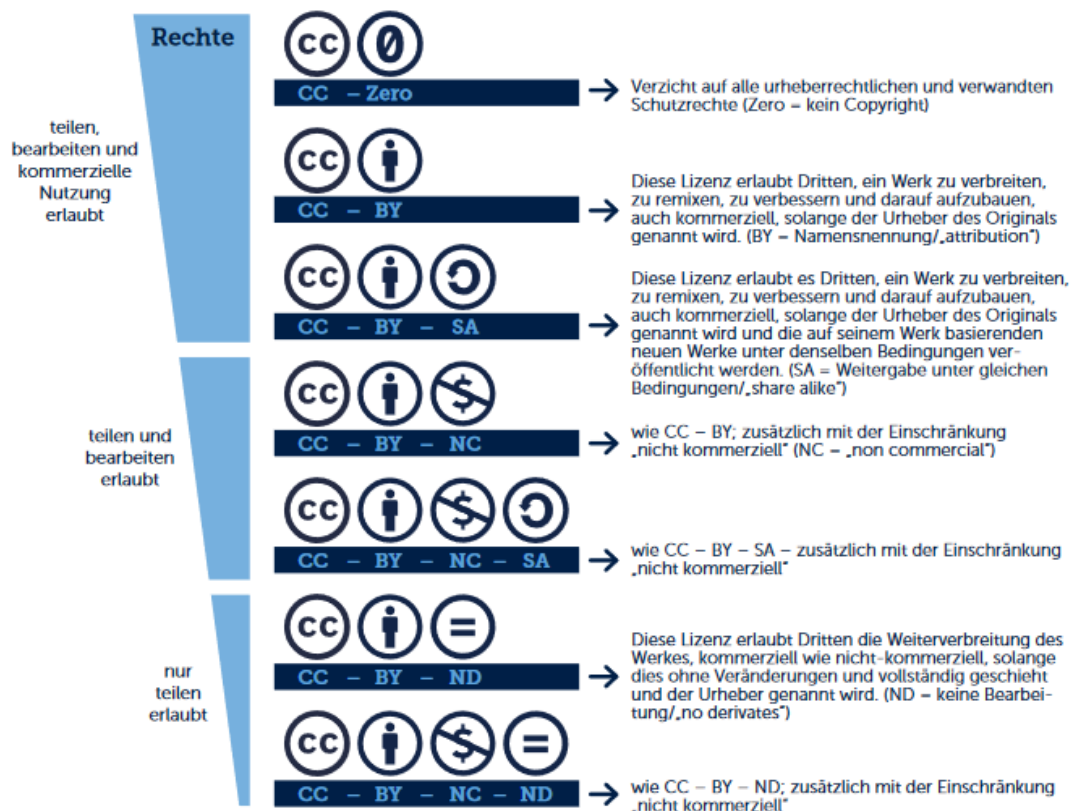 Rechte
teilen,
bearbeiten und
kommerzielle
Nutzung
erlaubt
cc 0
CC – Zero
Verzicht auf alle urheberrechtlichen und verwandten
Schutzrechte (Zero – kein Copyright)
cc
CC – BY
Diese Lizenz erlaubt Dritten, ein Werk zu verbreiten,
zu remixen, zu verbessern und darauf aufzubauen,
auch kommerziell, solange der Urheber des Originals
genannt wird. (BY – Namensnennung/„attribution“)
cc
CC – BY – SA
Diese Lizenz erlaubt es Dritten, ein Werk zu verbreiten,
zu remixen, zu verbessern und darauf aufzubauen,
auch kommerziell, solange der Urheber des Originals
genannt wird und die auf seinem Werk basierenden
neuen Werke unter denselben Bedingungen ver-
öffentlicht werden. (SA = Weitergabe unter gleichen
Bedingungen/„share alike“)
teilen und
bearbeiten
erlaubt
cc $
CC – BY – NC
wie CC – BY; zusätzlich mit der Einschränkung
„nicht kommerziell“ (NC – „non commercial“)
cc $
CC – BY – NC – SA
wie CC – BY – SA – zusätzlich mit der Einschränkung
„nicht kommerziell“
nur
teilen
erlaubt
cc =
CC – BY – ND
Diese Lizenz erlaubt Dritten die Weiterverbreitung des
Werkes, kommerziell wie nicht-kommerziell, solange
dies ohne Veränderungen und vollständig geschieht
und der Urheber genannt wird. (ND – keine Bearbei-
tung/„no derivates“)
cc $ =
CC – BY – NC – ND
wie CC – BY – ND; zusätzlich mit der Einschränkung
„nicht kommerziell“